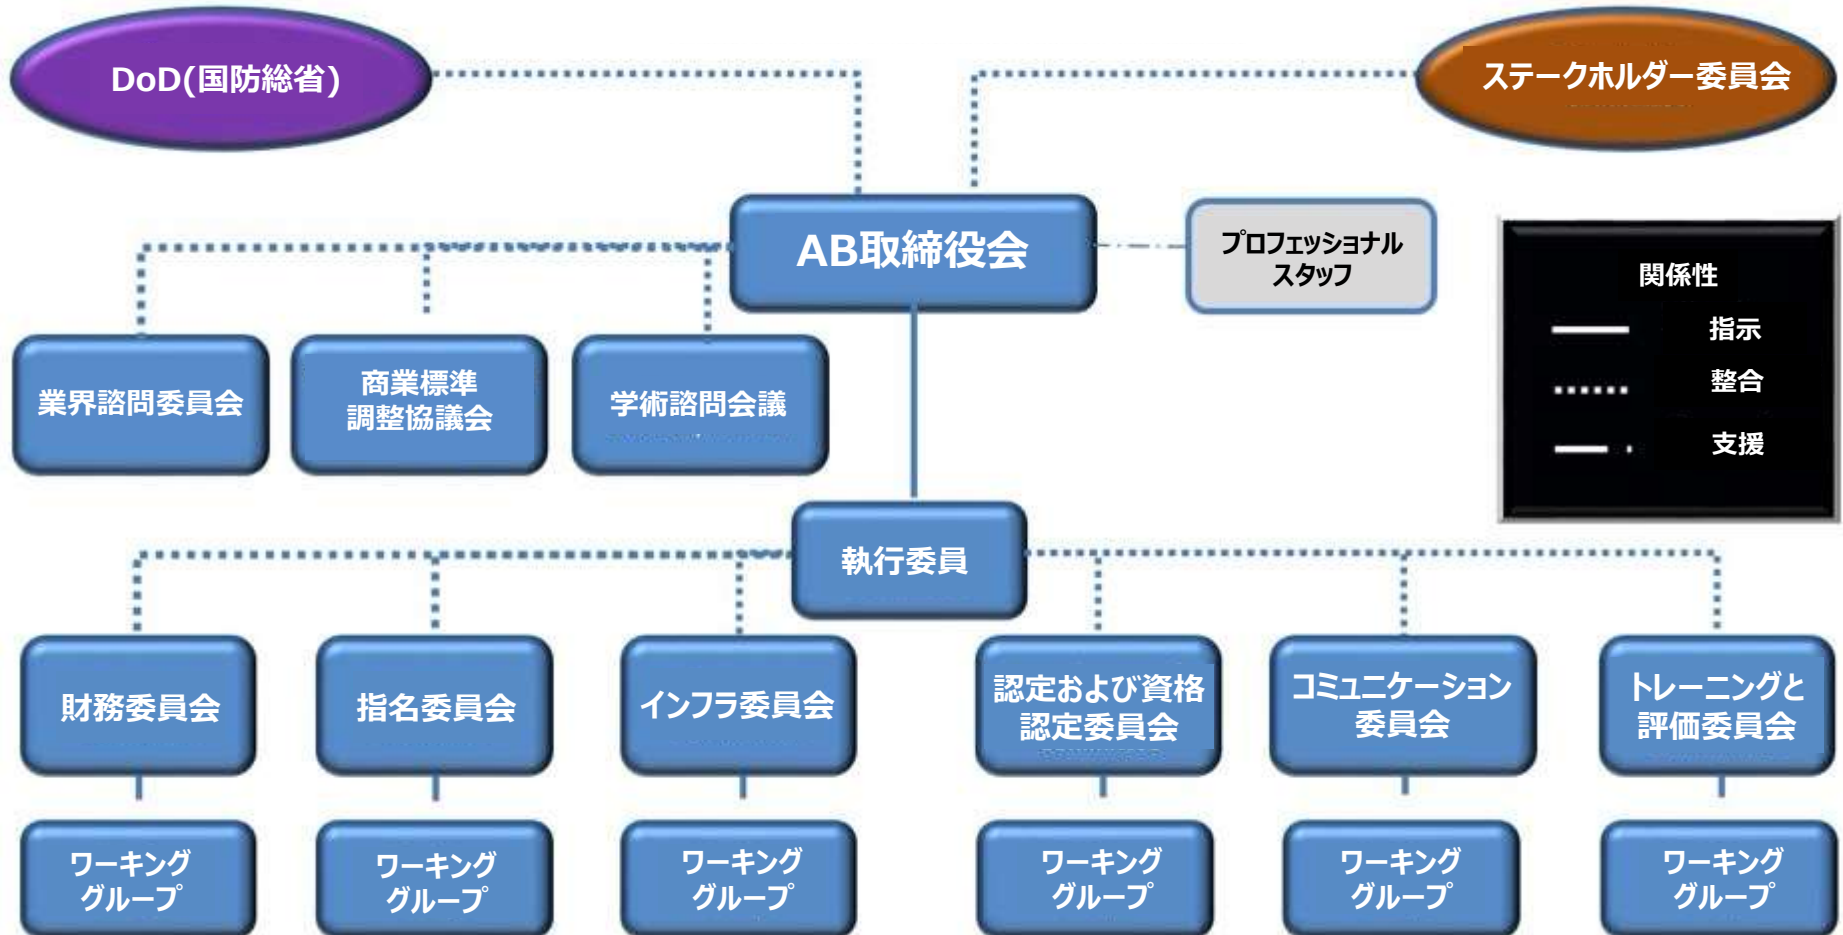 DoD(国防総省)
ステークホルダー委員会
AB取締役会
プロフェッショナル
スタッフ
関係性
指示
整合
支援
業界諮問委員会
商業標準
調整協議会
学術諮問会議
執行委員
財務委員会
指名委員会
インフラ委員会
認定および資格
認定委員会
コミュニケーション
委員会
トレーニングと
評価委員会
ワーキング
グループ
ワーキング
グループ
ワーキング
グループ
ワーキング
グループ
ワーキング
グループ
ワーキング
グループ